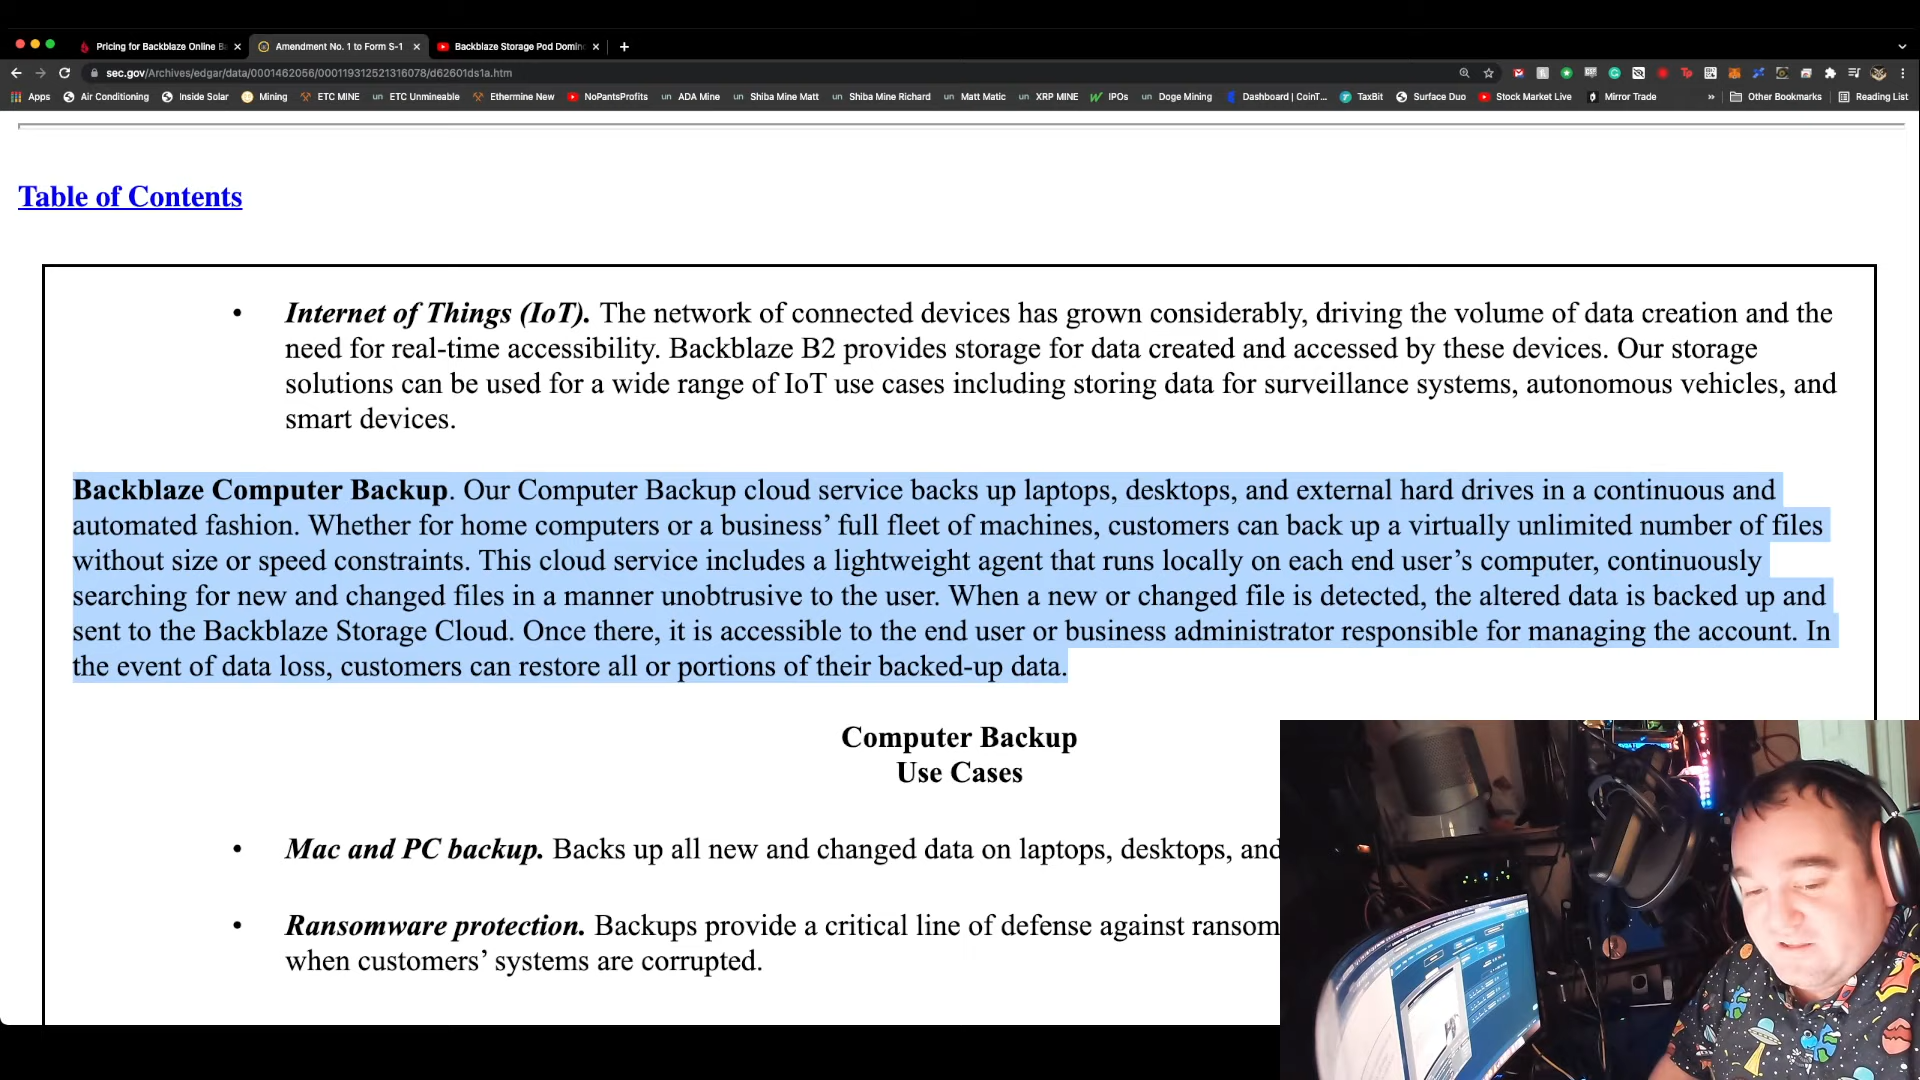 Pricing for Backblaze Online Ba
Amendment No. 1 to Form S-1
Backblaze Storage Pod Domin
sec.gov/Archives/edgar/data/0001462056/000119312521316078/d62601ds1a.htm
Apps Air Conditioning Inside Solar Mining ETC MINE un ETC Unmineable Ethermine New NoPantsProfits un ADA Mine un Shiba Mine Matt un Shiba Mine Richard un Matt Matic un XRP MINE IPOs un Doge Mining Dashboard | CoinT... TaxBit Surface Duo Stock Market Live Mirror Trade » Other Bookmarks Reading List
Table of Contents
• Internet of Things (IoT). The network of connected devices has grown considerably, driving the volume of data creation and the
need for real-time accessibility. Backblaze B2 provides storage for data created and accessed by these devices. Our storage
solutions can be used for a wide range of IoT use cases including storing data for surveillance systems, autonomous vehicles, and
smart devices.
Backblaze Computer Backup. Our Computer Backup cloud service backs up laptops, desktops, and external hard drives in a continuous and
automated fashion. Whether for home computers or a business’ full fleet of machines, customers can back up a virtually unlimited number of files
without size or speed constraints. This cloud service includes a lightweight agent that runs locally on each end user’s computer, continuously
searching for new and changed files in a manner unobtrusive to the user. When a new or changed file is detected, the altered data is backed up and
sent to the Backblaze Storage Cloud. Once there, it is accessible to the end user or business administrator responsible for managing the account. In
the event of data loss, customers can restore all or portions of their backed-up data.
Computer Backup
Use Cases
• Mac and PC backup. Backs up all new and changed data on laptops, desktops, and
• Ransomware protection. Backups provide a critical line of defense against ransom
when customers’ systems are corrupted.